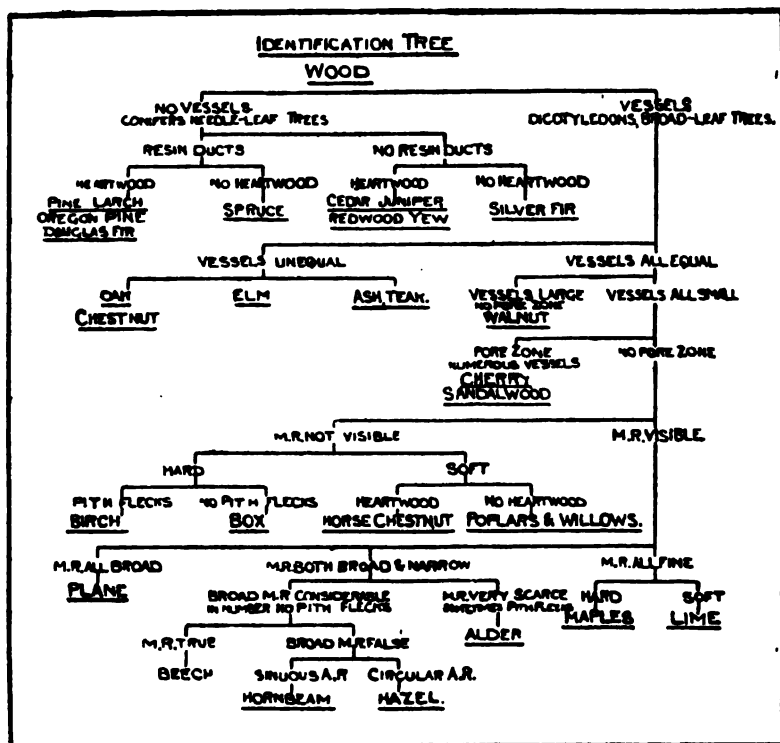 IDENTIFICATION TREE
WOOD
NO VESSELS
CONIFERS NEEDLE-LEAF TREES
VESSELS
DICOTYLEDONS, BROAD-LEAF TREES.
RESIN DUCTS
NO RESIN DUCTS
HEARTWOOD
NO HEARTWOOD
HEARTWOOD
NO HEARTWOOD
PINE LARCH
OREGON PINE
DOUGLAS FIR
SPRUCE
CEDAR JUNIPER
REDWOOD YEW
SILVER FIR
VESSELS UNEQUAL
VESSELS ALL EQUAL
OAK
CHESTNUT
ELM
ASH, TEAK.
VESSELS LARGE
NO PORE ZONE
WALNUT
VESSELS ALL SMALL
PORE ZONE
NUMEROUS VESSELS
CHERRY
SANDALWOOD
NO PORE ZONE
M.R. NOT VISIBLE
M.R. VISIBLE
HARD
SOFT
PITH FLECKS
BIRCH
NO PITH FLECKS
BOX
HEARTWOOD
HORSE CHESTNUT
NO HEARTWOOD
POPLARS & WILLOWS.
M.R. ALL BROAD
PLANE
M.R. BOTH BROAD & NARROW
M.R. ALL FINE
BROAD M.R CONSIDERABLE
IN NUMBER NO PITH FLECKS
M.R. VERY SCARCE
SOMETIMES PITH FLECKS
ALDER
HARD
MAPLES
SOFT
LIME
M.R. TRUE
BEECH
BROAD M.R FALSE
SINUOUS A.R
HORNBEAM
CIRCULAR A.R.
HAZEL.